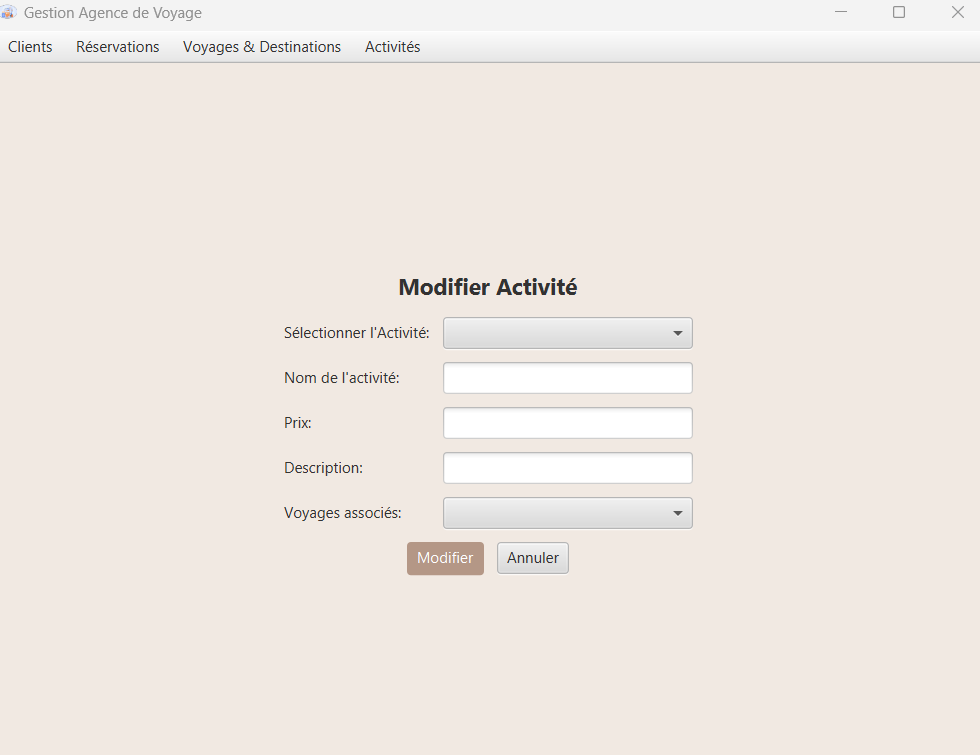 Gestion Agence de Voyage
Clients Réservations Voyages & Destinations Activités
Modifier Activité
Sélectionner l'Activité:
Nom de l'activité:
Prix:
Description:
Voyages associés:
Modifier Annuler